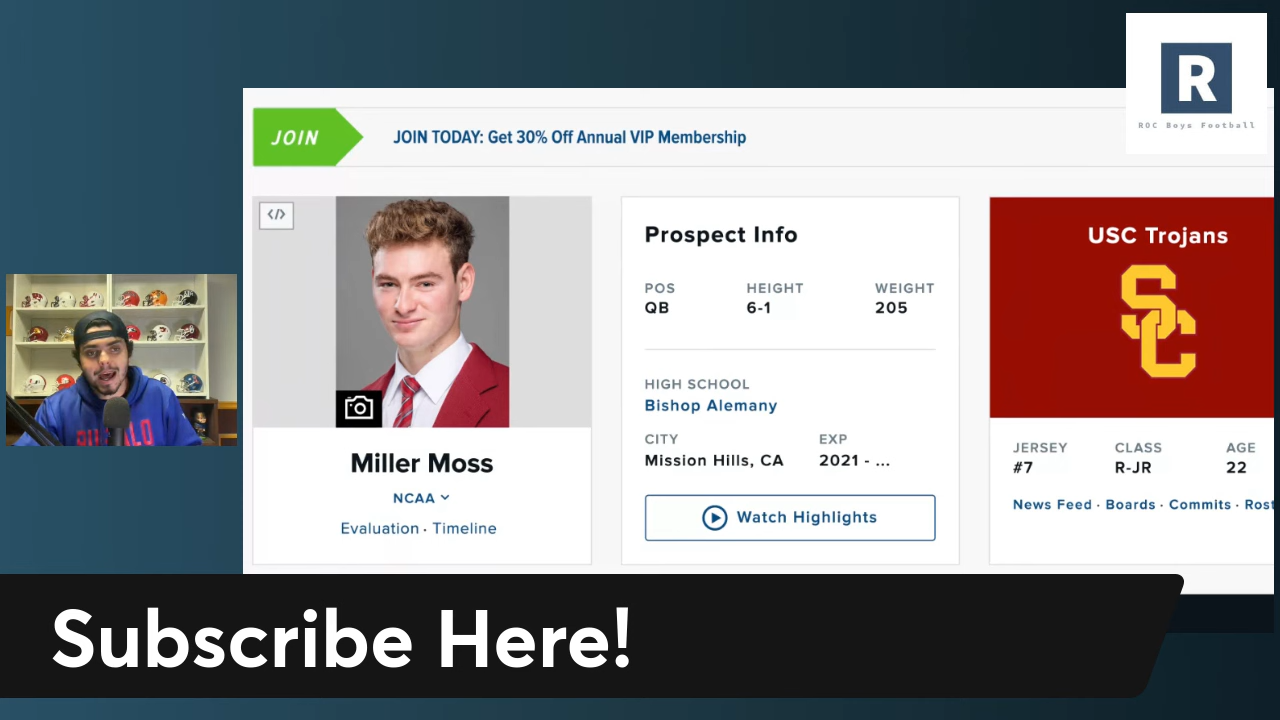 R
ROC Boys Football
JOIN
JOIN TODAY: Get 30% Off Annual VIP Membership
</>
Miller Moss
NCAA
Evaluation · Timeline
Prospect Info
POS HEIGHT WEIGHT
QB 6-1 205
HIGH SCHOOL
Bishop Alemany
CITY EXP
Mission Hills, CA 2021 - ...
Watch Highlights
USC Trojans
SC
JERSEY CLASS AGE
#7 R-JR 22
News Feed · Boards · Commits · Rost
Subscribe Here!